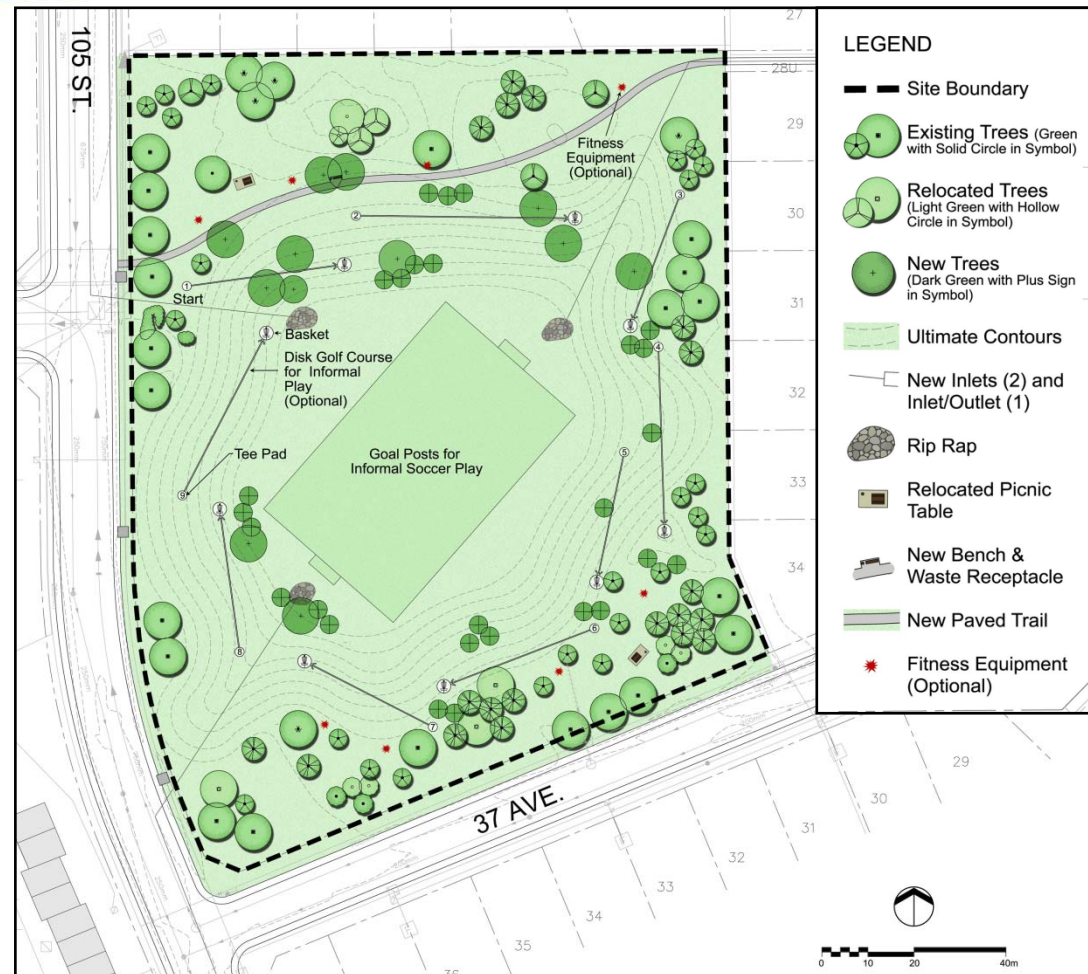 105 ST.
27
28U
29
30
31
32
33
34
Fitness
Equipment
(Optional)
1
Start
2
3
4
5
6
7
8
9
Basket
Disk Golf Course
for Informal
Play
(Optional)
Tee Pad
Goal Posts for
Informal Soccer Play
37 AVE.
29
30
31
32
33
34
35
36
LEGEND
Site Boundary
Existing Trees (Green
with Solid Circle in Symbol)
Relocated Trees
(Light Green with Hollow
Circle in Symbol)
New Trees
(Dark Green with Plus Sign
in Symbol)
Ultimate Contours
New Inlets (2) and
Inlet/Outlet (1)
Rip Rap
Relocated Picnic
Table
New Bench &
Waste Receptacle
New Paved Trail
Fitness Equipment
(Optional)
0 10 20 40m